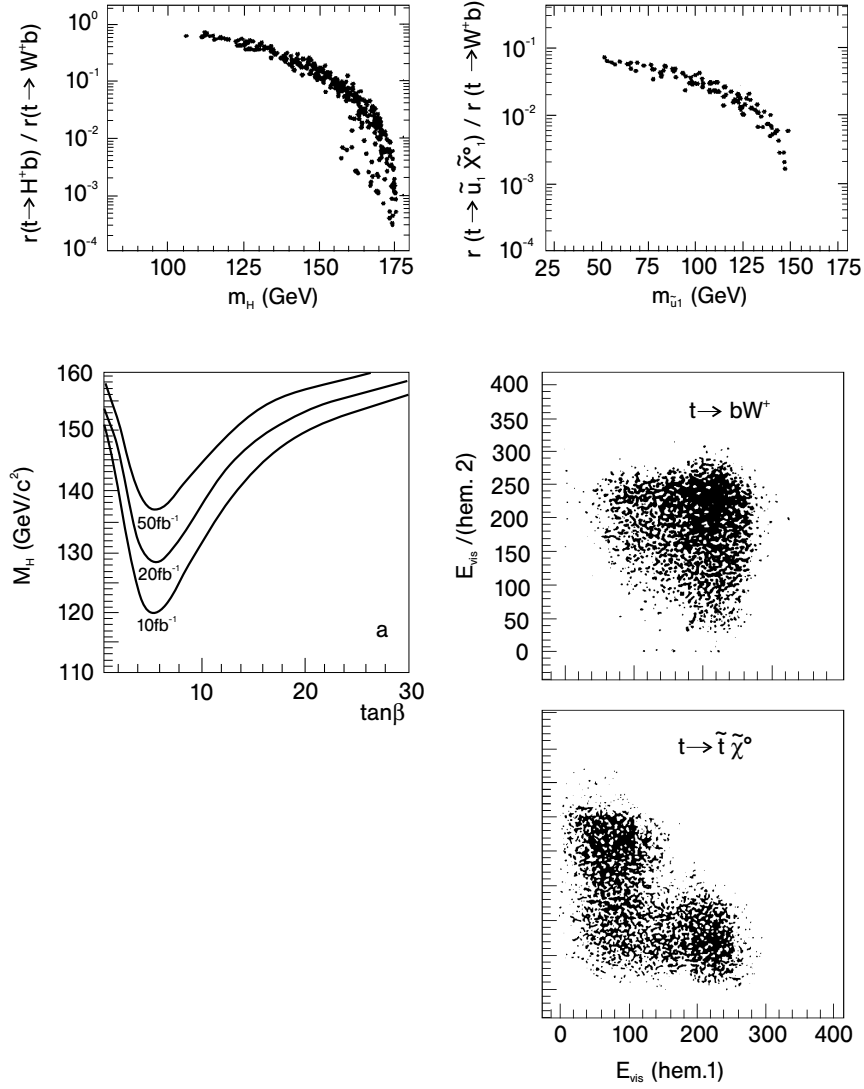 r(t→H⁺b) / r(t→ W⁺b)
10⁰
10⁻¹
10⁻²
10⁻³
10⁻⁴
100 125 140 150 175
m_H (GeV)
r (t → ũ₁ χ̃°₁) / r (t →W⁺b)
10⁻¹
10⁻²
10⁻³
10⁻⁴
25 50 75 100 125 150 175
m_ũ1 (GeV)
M_H (GeV/c²)
160
150
140
130
120
110
50fb⁻¹
20fb⁻¹
10fb⁻¹
a
10 20 30
tanβ
E_vis /(hem. 2)
400
350
300
250
200
150
100
50
0
t→ bW⁺
t→ t̃ χ̃°
0 100 200 300 400
E_vis (hem.1)